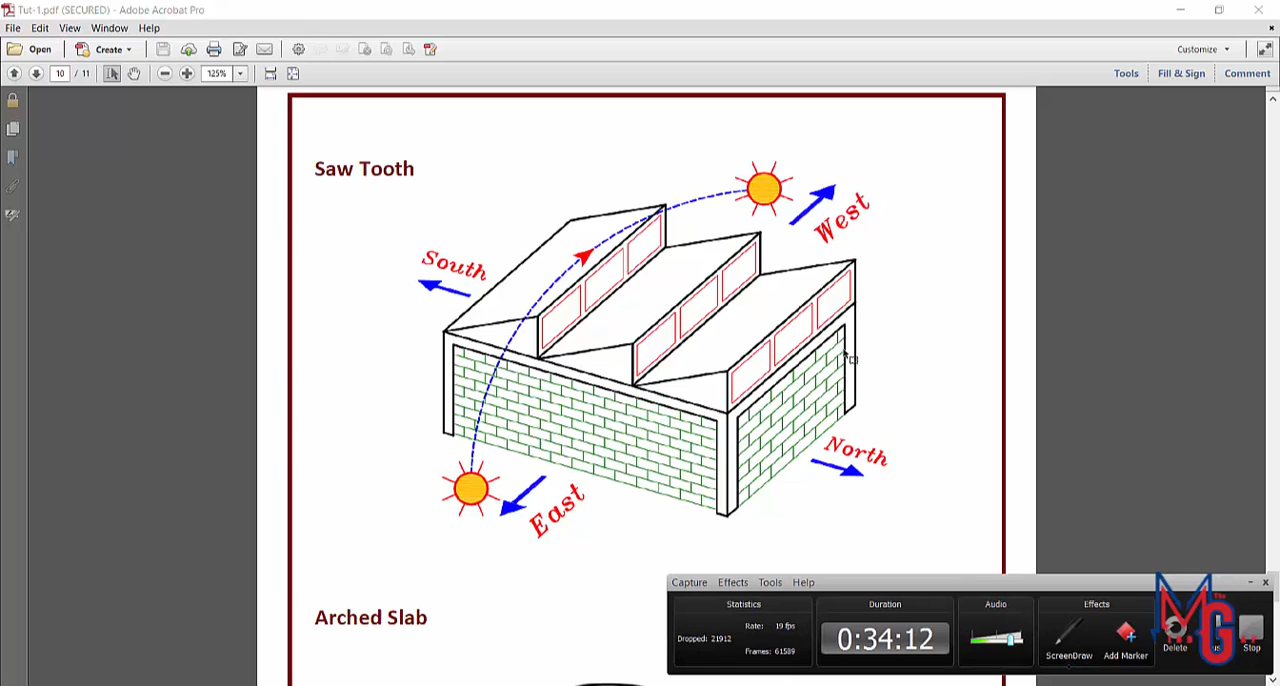 Tut-1.pdf (SECURED) - Adobe Acrobat Pro
File Edit View Window Help
Open Create Customize
10 / 11 125% Tools Fill & Sign Comment
Saw Tooth
West
South
North
East
Arched Slab
Capture Effects Tools Help
Statistics Duration Audio Effects
Rate: 19 fps
Dropped: 21912
Frames: 61589
0:34:12
ScreenDraw Add Marker Delete Stop
The
MG